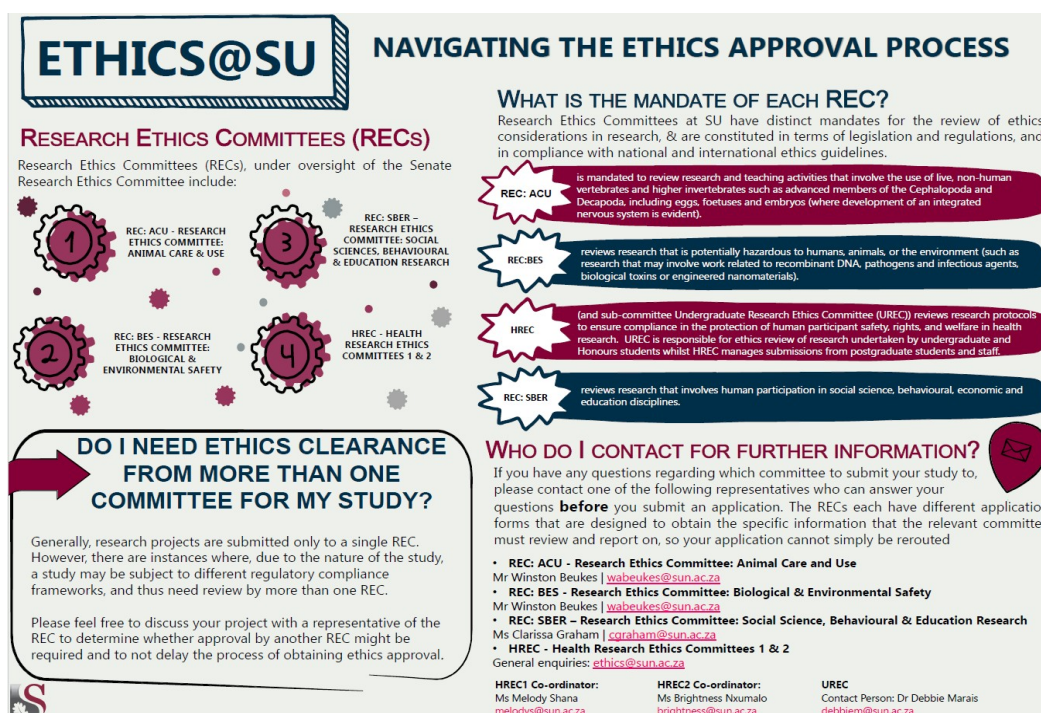 ETHICS@SU
NAVIGATING THE ETHICS APPROVAL PROCESS
RESEARCH ETHICS COMMITTEES (RECS)
Research Ethics Committees (RECs), under oversight of the Senate
Research Ethics Committee include:
1
REC: ACU - RESEARCH
ETHICS COMMITTEE:
ANIMAL CARE & USE
3
REC: SBER –
RESEARCH ETHICS
COMMITTEE: SOCIAL
SCIENCES, BEHAVIOURAL
& EDUCATION RESEARCH
2
REC: BES - RESEARCH
ETHICS COMMITTEE:
BIOLOGICAL &
ENVIRONMENTAL SAFETY
4
HREC - HEALTH
RESEARCH ETHICS
COMMITTEES 1 & 2
DO I NEED ETHICS CLEARANCE
FROM MORE THAN ONE
COMMITTEE FOR MY STUDY?
Generally, research projects are submitted only to a single REC.
However, there are instances where, due to the nature of the study,
a study may be subject to different regulatory compliance
frameworks, and thus need review by more than one REC.
Please feel free to discuss your project with a representative of the
REC to determine whether approval by another REC might be
required and to not delay the process of obtaining ethics approval.
S
WHAT IS THE MANDATE OF EACH REC?
Research Ethics Committees at SU have distinct mandates for the review of ethics
considerations in research, & are constituted in terms of legislation and regulations, and
in compliance with national and international ethics guidelines.
REC: ACU
is mandated to review research and teaching activities that involve the use of live, non-human
vertebrates and higher invertebrates such as advanced members of the Cephalopoda and
Decapoda, including eggs, foetuses and embryos (where development of an integrated
nervous system is evident).
REC:BES
reviews research that is potentially hazardous to humans, animals, or the environment (such as
research that may involve work related to recombinant DNA, pathogens and infectious agents,
biological toxins or engineered nanomaterials).
HREC
(and sub-committee Undergraduate Research Ethics Committee (UREC)) reviews research protocols
to ensure compliance in the protection of human participant safety, rights, and welfare in health
research. UREC is responsible for ethics review of research undertaken by undergraduate and
Honours students whilst HREC manages submissions from postgraduate students and staff.
REC: SBER
reviews research that involves human participation in social science, behavioural, economic and
education disciplines.
WHO DO I CONTACT FOR FURTHER INFORMATION?
If you have any questions regarding which committee to submit your study to,
please contact one of the following representatives who can answer your
questions before you submit an application. The RECs each have different applicatio
forms that are designed to obtain the specific information that the relevant committe
must review and report on, so your application cannot simply be rerouted
• REC: ACU - Research Ethics Committee: Animal Care and Use
Mr Winston Beukes | wabeukes@sun.ac.za
• REC: BES - Research Ethics Committee: Biological & Environmental Safety
Mr Winston Beukes | wabeukes@sun.ac.za
• REC: SBER – Research Ethics Committee: Social Science, Behavioural & Education Research
Ms Clarissa Graham | cgraham@sun.ac.za
• HREC - Health Research Ethics Committees 1 & 2
General enquiries: ethics@sun.ac.za
HREC1 Co-ordinator:
Ms Melody Shana
melodys@sun.ac.za
HREC2 Co-ordinator:
Ms Brightness Nxumalo
brightness@sun.ac.za
UREC
Contact Person: Dr Debbie Marais
debbiem@sun.ac.za